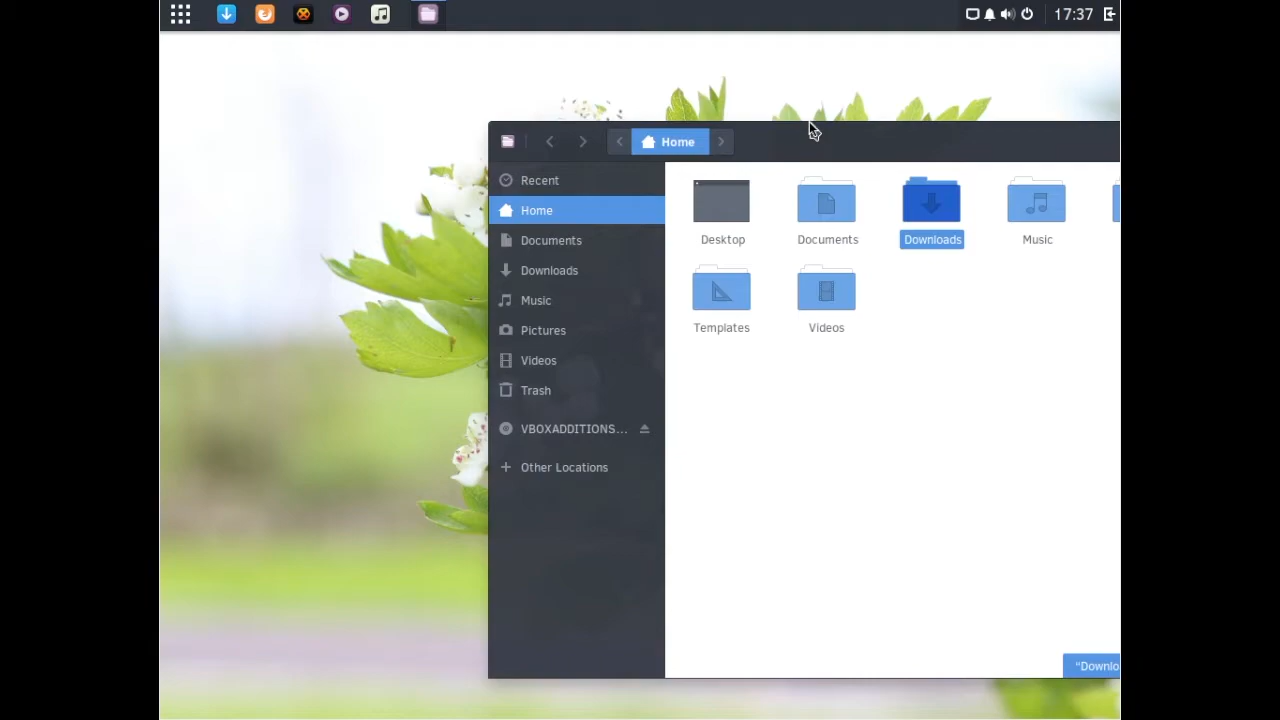 17:37
Home
Recent
Home
Documents
Downloads
Music
Pictures
Videos
Trash
VBOXADDITIONS...
Other Locations
Desktop
Documents
Downloads
Music
Templates
Videos
"Downlo